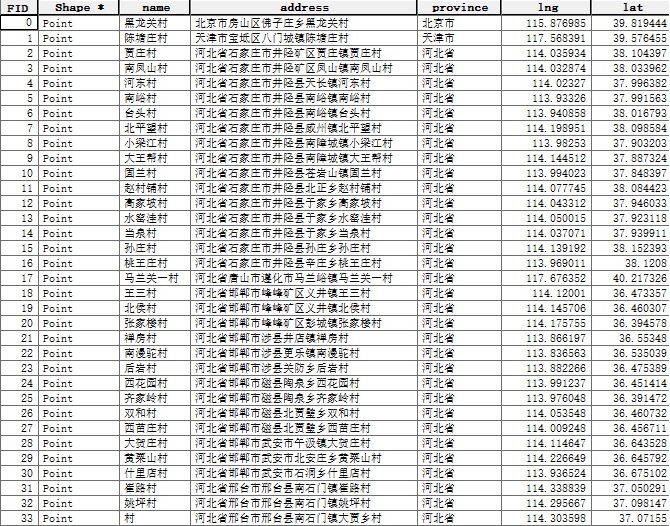 FID Shape * name address province lng lat
0 Point 黑龙关村 北京市房山区佛子庄乡黑龙关村 北京市 115.876985 39.819444
1 Point 陈塘庄村 天津市宝坻区八门城镇陈塘庄村 天津市 117.568391 39.576455
2 Point 贾庄村 河北省石家庄市井陉矿区贾庄镇贾庄村 河北省 114.035934 38.104397
3 Point 南凤山村 河北省石家庄市井陉矿区凤山镇南凤山村 河北省 114.032874 38.033962
4 Point 河东村 河北省石家庄市井陉县天长镇河东村 河北省 114.02327 37.996382
5 Point 南峪村 河北省石家庄市井陉县南峪镇南峪村 河北省 113.93326 37.991563
6 Point 台头村 河北省石家庄市井陉县南峪镇台头村 河北省 113.940858 38.016793
7 Point 北平望村 河北省石家庄市井陉县威州镇北平望村 河北省 114.198951 38.098584
8 Point 小梁江村 河北省石家庄市井陉县南障城镇小梁江村 河北省 113.98253 37.903203
9 Point 大王帮村 河北省石家庄市井陉县南障城镇大王帮村 河北省 114.144512 37.887324
10 Point 固兰村 河北省石家庄市井陉县苍岩山镇固兰村 河北省 113.994023 37.848397
11 Point 赵村铺村 河北省石家庄市井陉县北正乡赵村铺村 河北省 114.077745 38.084423
12 Point 高家坡村 河北省石家庄市井陉县于家乡高家坡村 河北省 114.043312 37.946033
13 Point 水窑洼村 河北省石家庄市井陉县于家乡水窑洼村 河北省 114.050015 37.923118
14 Point 当泉村 河北省石家庄市井陉县于家乡当泉村 河北省 114.037071 37.939911
15 Point 孙庄村 河北省石家庄市井陉县孙庄乡孙庄村 河北省 114.139192 38.152393
16 Point 桃王庄村 河北省石家庄市井陉县辛庄乡桃王庄村 河北省 113.969011 38.1208
17 Point 马兰关一村 河北省唐山市遵化市马兰峪镇马兰关一村 河北省 117.676352 40.217326
18 Point 王三村 河北省邯郸市峰峰矿区义井镇王三村 河北省 114.12001 36.473357
19 Point 北侯村 河北省邯郸市峰峰矿区义井镇北侯村 河北省 114.145706 36.460307
20 Point 张家楼村 河北省邯郸市峰峰矿区彭城镇张家楼村 河北省 114.175755 36.394578
21 Point 禅房村 河北省邯郸市涉县井店镇禅房村 河北省 113.866197 36.55348
22 Point 南漫驼村 河北省邯郸市涉县更乐镇南漫驼村 河北省 113.836563 36.535039
23 Point 后岩村 河北省邯郸市涉县关防乡后岩村 河北省 113.882266 36.475389
24 Point 西花园村 河北省邯郸市磁县陶泉乡西花园村 河北省 113.991237 36.451414
25 Point 齐家岭村 河北省邯郸市磁县陶泉乡齐家岭村 河北省 113.976048 36.391472
26 Point 双和村 河北省邯郸市磁县北贾璧乡双和村 河北省 114.053548 36.460732
27 Point 西苗庄村 河北省邯郸市磁县北贾璧乡西苗庄村 河北省 114.009248 36.456711
28 Point 大贺庄村 河北省邯郸市武安市午汲镇大贺庄村 河北省 114.114647 36.643528
29 Point 黄粟山村 河北省邯郸市武安市北安庄乡黄粟山村 河北省 114.226649 36.645792
30 Point 什里店村 河北省邯郸市武安市石洞乡什里店村 河北省 113.936524 36.675102
31 Point 崔路村 河北省邢台市邢台县南石门镇崔路村 河北省 114.338839 37.050291
32 Point 姚坪村 河北省邢台市邢台县南石门镇姚坪村 河北省 114.295667 37.098147
33 Point 村 河北省邢台市邢台县南石门镇大贾乡村 河北省 114.303598 37.07157